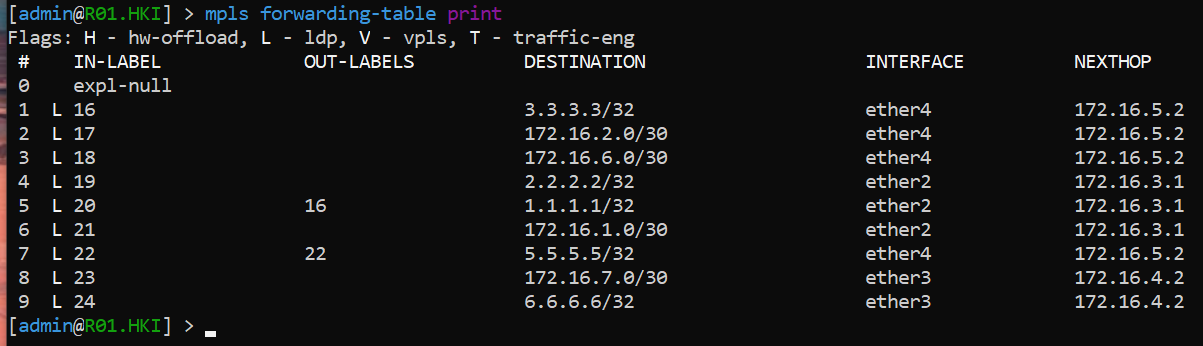 [admin@R01.HKI] > mpls forwarding-table print
Flags: H - hw-offload, L - ldp, V - vpls, T - traffic-eng
#    IN-LABEL    OUT-LABELS    DESTINATION    INTERFACE    NEXTHOP
0    expl-null
1  L 16    3.3.3.3/32    ether4    172.16.5.2
2  L 17    172.16.2.0/30    ether4    172.16.5.2
3  L 18    172.16.6.0/30    ether4    172.16.5.2
4  L 19    2.2.2.2/32    ether2    172.16.3.1
5  L 20    16    1.1.1.1/32    ether2    172.16.3.1
6  L 21    172.16.1.0/30    ether2    172.16.3.1
7  L 22    22    5.5.5.5/32    ether4    172.16.5.2
8  L 23    172.16.7.0/30    ether3    172.16.4.2
9  L 24    6.6.6.6/32    ether3    172.16.4.2
[admin@R01.HKI] >